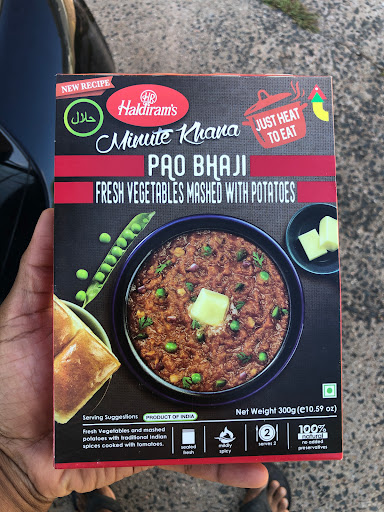 NEW RECIPE
HR
Haldiram's
حلال
Minute Khana
JUST HEAT
TO EAT
PAO BHAJI
FRESH VEGETABLES MASHED WITH POTATOES
Serving Suggestions
PRODUCT OF INDIA
Net Weight 300g (℮10.59 oz)
Fresh Vegetables and mashed
potatoes with traditional Indian
spices cooked with tomatoes.
sealed
fresh
mildly
spicy
2
serves 2
100%
natural
no added
preservatives